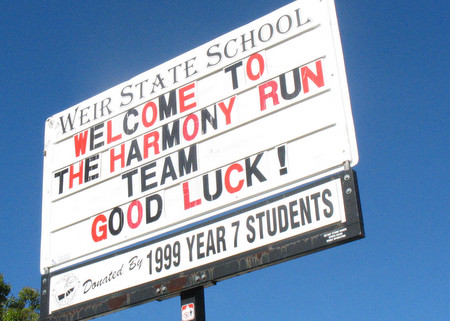 WEIR STATE SCHOOL
WELCOME TO
THE HARMONY RUN
TEAM
GOOD LUCK!
Donated By 1999 YEAR 7 STUDENTS